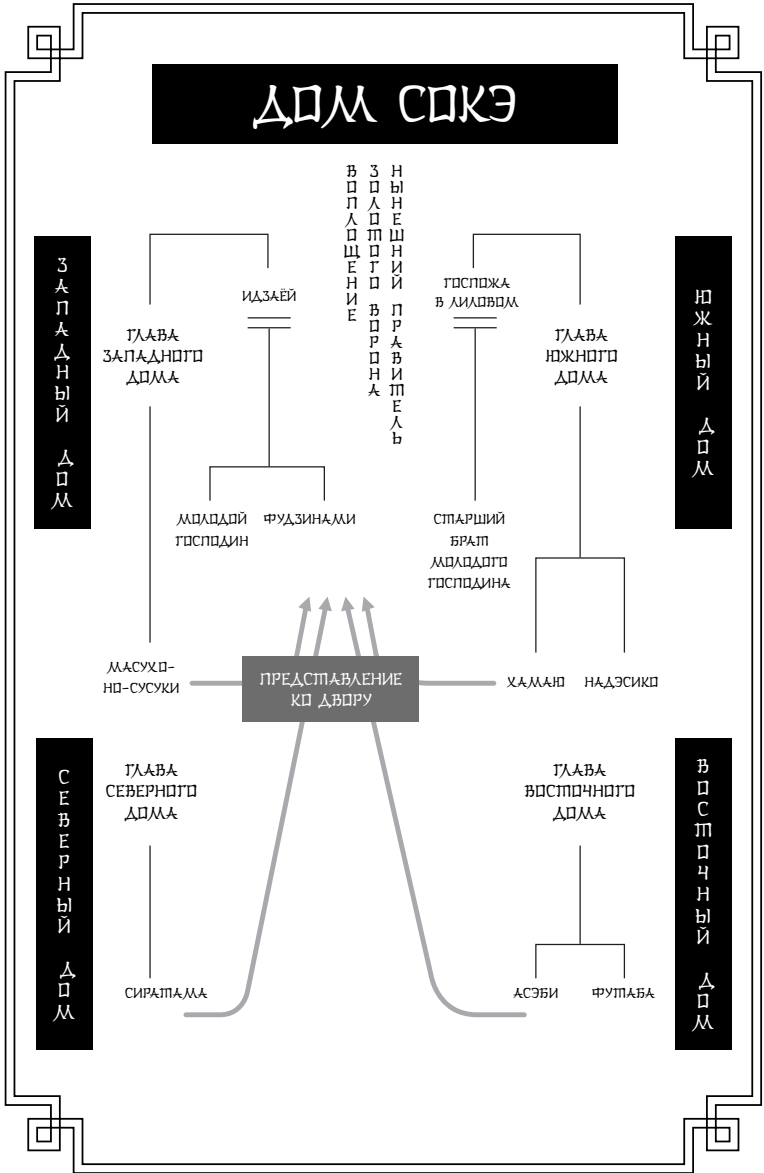 ДОМ СОКЭ
НЫНЕШНИЙ ПРАВИТЕЛЬ
ЗОЛОТОГО ВОРОНА
ВОПЛОЩЕНИЕ
ЗАПАДНЫЙ ДОМ
ИДЗАЁЙ
ГЛАВА
ЗАПАДНОГО
ДОМА
МОЛОДОЙ
ГОСПОДИН
ФУДЗИНАМИ
МАСУХО-
НО-СУСУКИ
ЮЖНЫЙ ДОМ
ГОСПОЖА
В ЛИЛОВОМ
ГЛАВА
ЮЖНОГО
ДОМА
СТАРШИЙ
БРАТ
МОЛОДОГО
ГОСПОДИНА
ХАМАЮ
НАДЭСИКО
ПРЕДСТАВЛЕНИЕ
КО ДВОРУ
СЕВЕРНЫЙ ДОМ
ГЛАВА
СЕВЕРНОГО
ДОМА
СИРАТАМА
ВОСТОЧНЫЙ ДОМ
ГЛАВА
ВОСТОЧНОГО
ДОМА
АСЭБИ
ФУТАБА